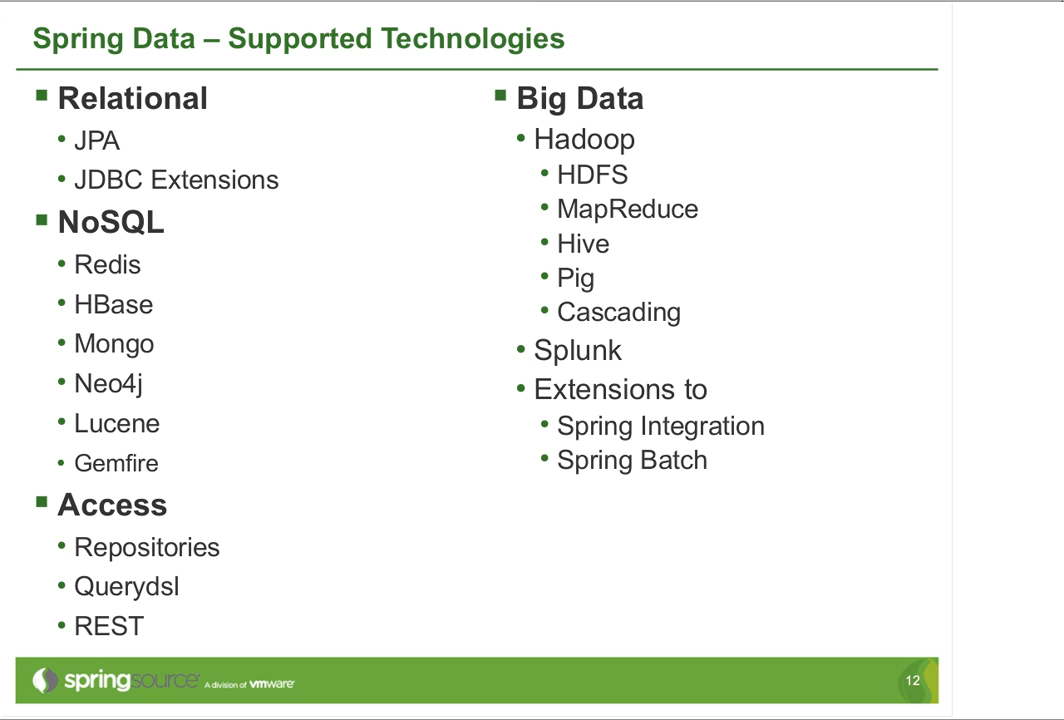 Spring Data – Supported Technologies
Relational
JPA
JDBC Extensions
NoSQL
Redis
HBase
Mongo
Neo4j
Lucene
Gemfire
Access
Repositories
Querydsl
REST
Big Data
Hadoop
HDFS
MapReduce
Hive
Pig
Cascading
Splunk
Extensions to
Spring Integration
Spring Batch
springsource A division of vmware
12